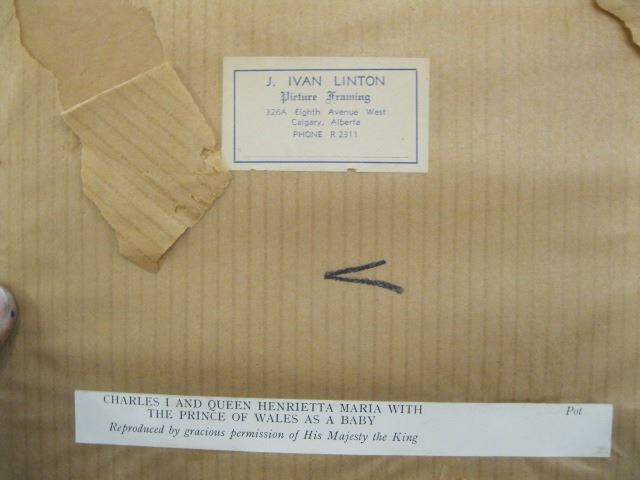 J. IVAN LINTON
Picture Framing
326A Eighth Avenue West
Calgary, Alberta
PHONE R 2311
CHARLES I AND QUEEN HENRIETTA MARIA WITH
THE PRINCE OF WALES AS A BABY
Reproduced by gracious permission of His Majesty the King
Pot